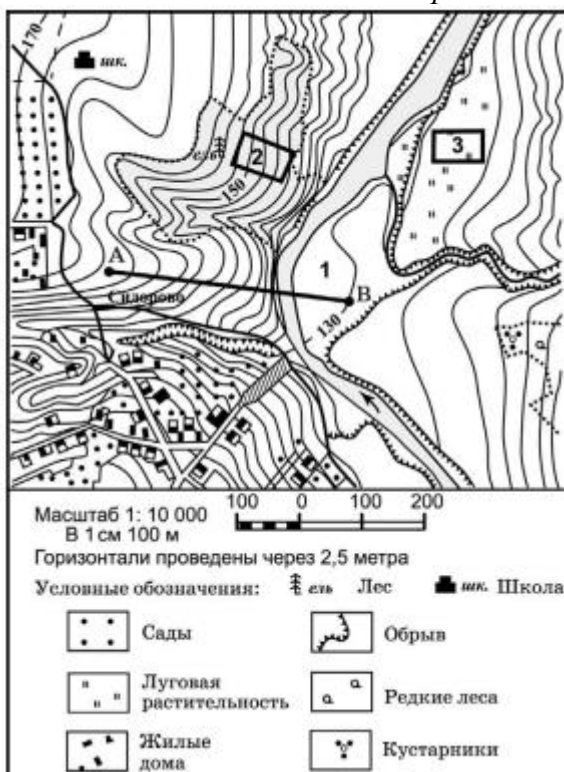 170
шк.
ель
2
3
150
A
1
B
Сидорово
130
100 0 100 200
Масштаб 1: 10 000
В 1 см 100 м
Горизонтали проведены через 2,5 метра
Условные обозначения: ель Лес шк. Школа
Сады
Обрыв
Луговая
растительность
Редкие леса
Жилые
дома
Кустарники